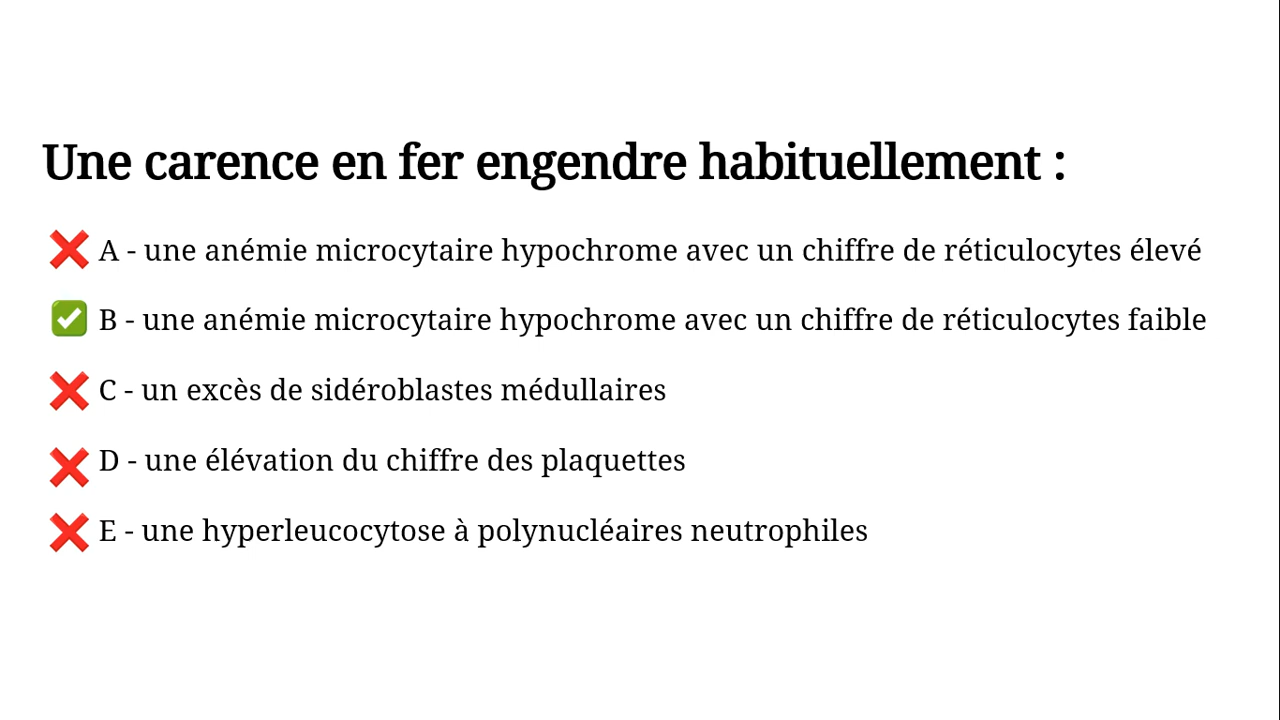 Une carence en fer engendre habituellement :
❌ A - une anémie microcytaire hypochrome avec un chiffre de réticulocytes élevé
✅ B - une anémie microcytaire hypochrome avec un chiffre de réticulocytes faible
❌ C - un excès de sidéroblastes médullaires
❌ D - une élévation du chiffre des plaquettes
❌ E - une hyperleucocytose à polynucléaires neutrophiles